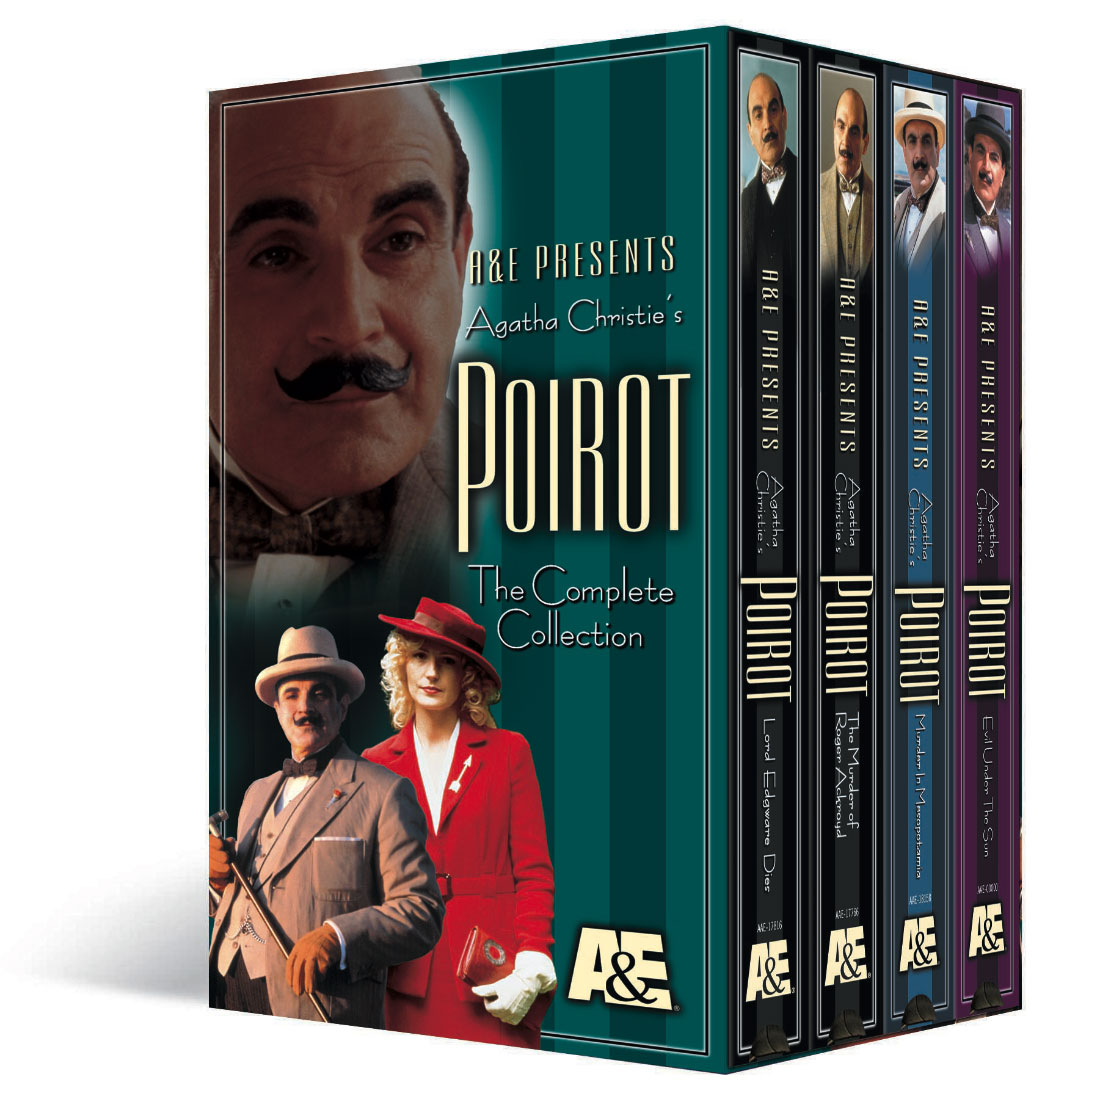 A&E PRESENTS
Agatha Christie's
POIROT
The Complete
Collection
A&E®
A&E PRESENTS
Agatha
Christie's
POIROT
Lord Edgware Dies
AAE-17816
A&E®
A&E PRESENTS
Agatha
Christie's
POIROT
The Murder of
Roger Ackroyd
A&E®
A&E PRESENTS
Agatha
Christie's
POIROT
Murder In Mesopotamia
A&E
A&E PRESENTS
Agatha
Christie's
POIROT
Evil Under The Sun
A&E